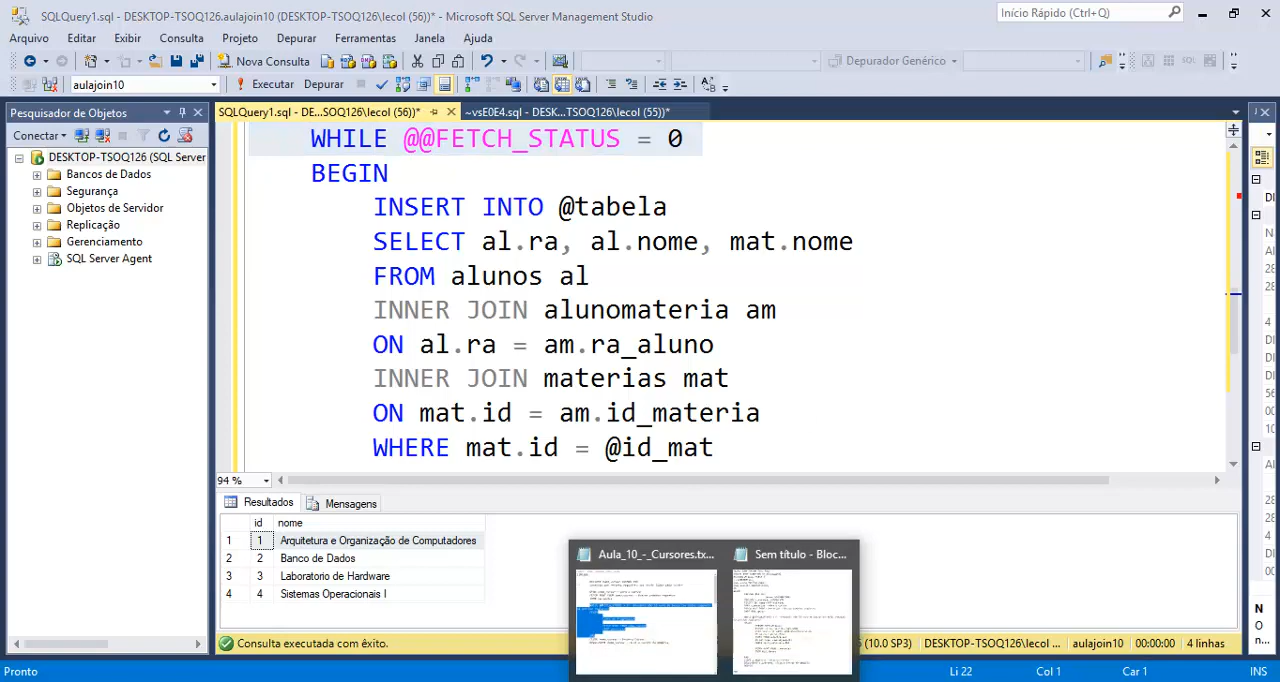 SQLQuery1.sql - DESKTOP-TSOQ126.aulajoin10 (DESKTOP-TSOQ126\lecol (56))* - Microsoft SQL Server Management Studio
Início Rápido (Ctrl+Q)
Arquivo Editar Exibir Consulta Projeto Depurar Ferramentas Janela Ajuda
Nova Consulta
Depurador Genérico
aulajoin10
Executar Depurar
Pesquisador de Objetos
SQLQuery1.sql - DE...SOQ126\lecol (56))*
~vsE0E4.sql - DESK...TSOQ126\lecol (55))*
Conectar
DESKTOP-TSOQ126 (SQL Server
Bancos de Dados
Segurança
Objetos de Servidor
Replicação
Gerenciamento
SQL Server Agent
WHILE @@FETCH_STATUS = 0
BEGIN
INSERT INTO @tabela
SELECT al.ra, al.nome, mat.nome
FROM alunos al
INNER JOIN alunomateria am
ON al.ra = am.ra_aluno
INNER JOIN materias mat
ON mat.id = am.id_materia
WHERE mat.id = @id_mat
94 %
Resultados Mensagens
id nome
1 1 Arquitetura e Organização de Computadores
2 2 Banco de Dados
3 3 Laboratorio de Hardware
4 4 Sistemas Operacionais I
Aula_10_-_Cursores.tx...
Sem título - Bloc...
Consulta executada com êxito.
(10.0 SP3) DESKTOP-TSOQ126\lecol ... aulajoin10 00:00:00 4 linhas
Pronto
Li 22 Col 1 Car 1 INS